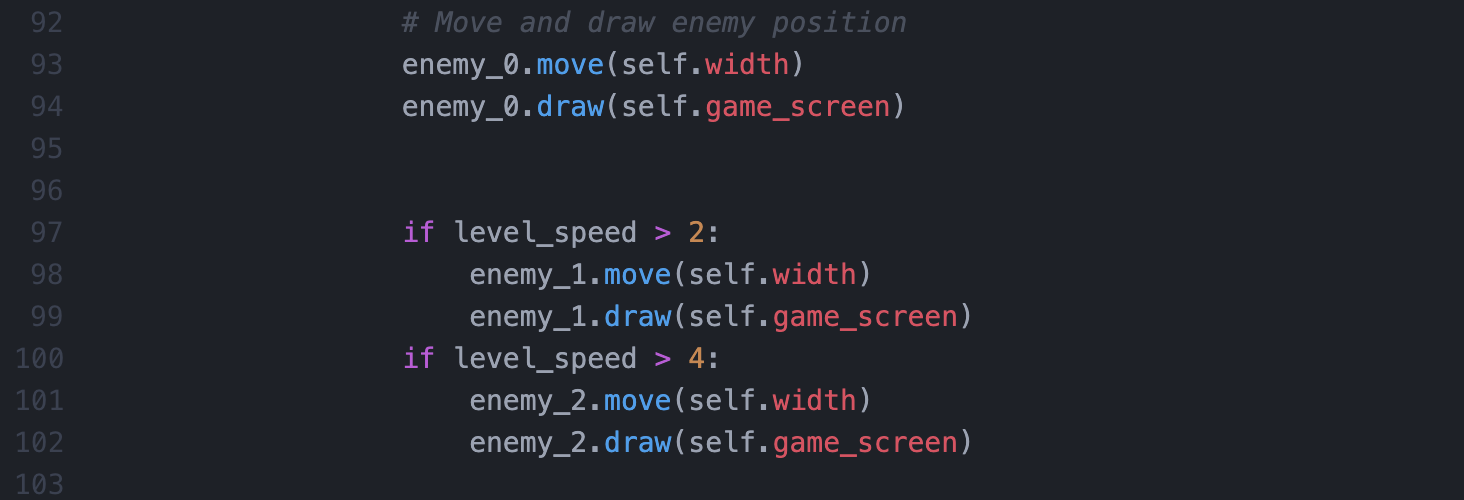 92 # Move and draw enemy position
93 enemy_0.move(self.width)
94 enemy_0.draw(self.game_screen)
95
96
97 if level_speed > 2:
98     enemy_1.move(self.width)
99     enemy_1.draw(self.game_screen)
100 if level_speed > 4:
101     enemy_2.move(self.width)
102     enemy_2.draw(self.game_screen)
103